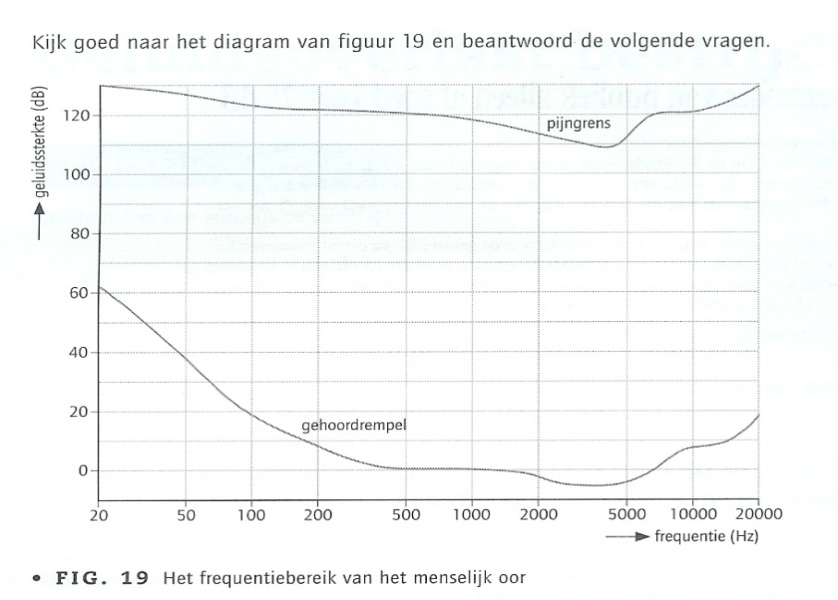 Kijk goed naar het diagram van figuur 19 en beantwoord de volgende vragen.
geluidssterkte (dB)
120
100
80
60
40
20
0
pijngrens
gehoordrempel
20 50 100 200 500 1000 2000 5000 10000 20000
frequentie (Hz)
• FIG. 19 Het frequentiebereik van het menselijk oor